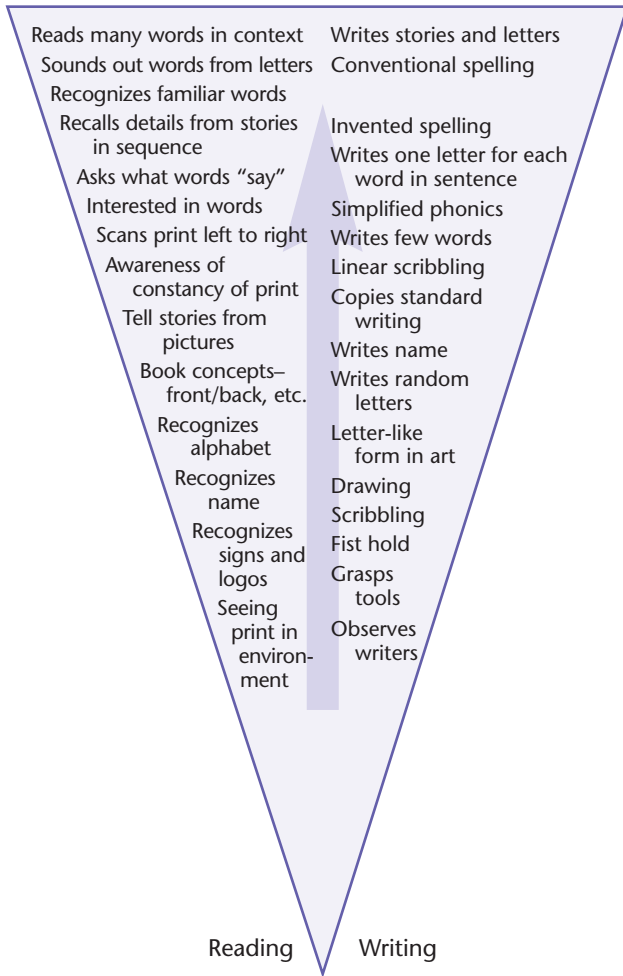 Reads many words in context
Sounds out words from letters
Recognizes familiar words
Recalls details from stories
in sequence
Asks what words “say”
Interested in words
Scans print left to right
Awareness of
constancy of print
Tell stories from
pictures
Book concepts–
front/back, etc.
Recognizes
alphabet
Recognizes
name
Recognizes
signs and
logos
Seeing
print in
environ-
ment
Writes stories and letters
Conventional spelling
Invented spelling
Writes one letter for each
word in sentence
Simplified phonics
Writes few words
Linear scribbling
Copies standard
writing
Writes name
Writes random
letters
Letter-like
form in art
Drawing
Scribbling
Fist hold
Grasps
tools
Observes
writers
Reading
Writing